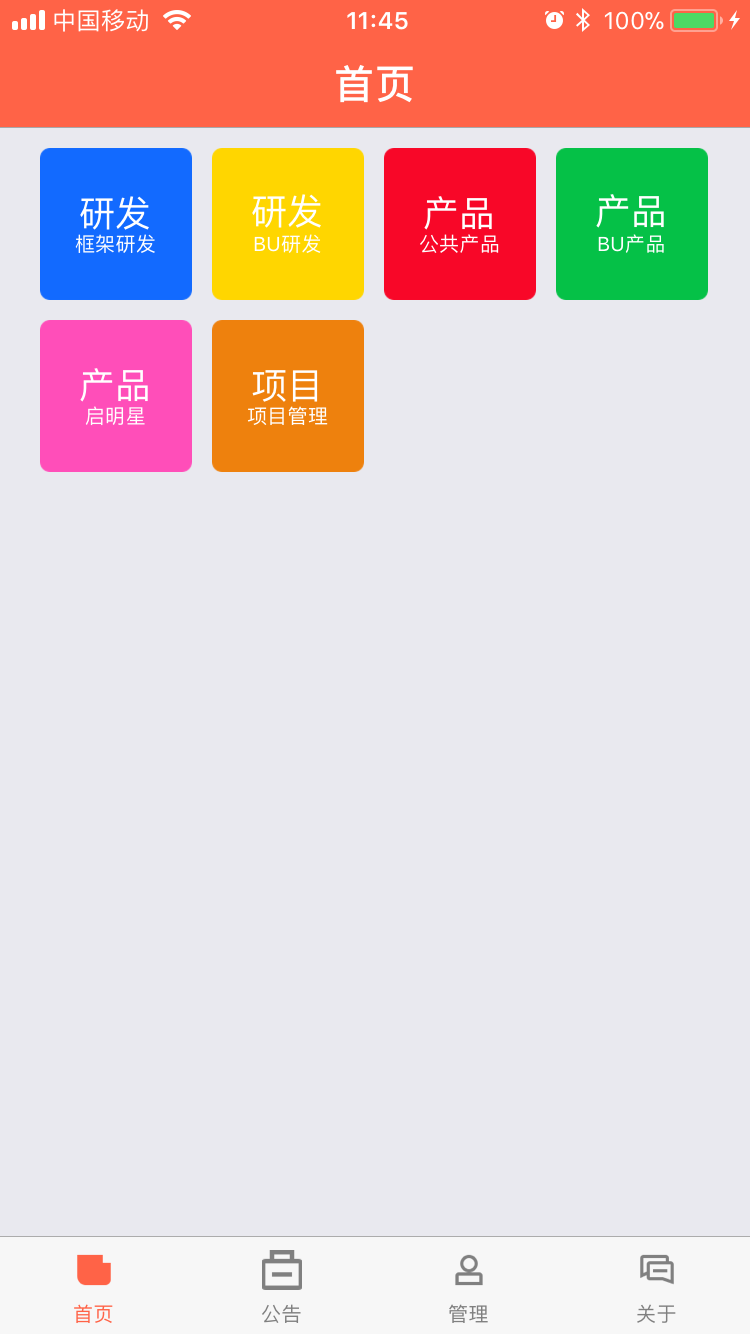 中国移动
11:45
100%
首页
研发
框架研发
研发
BU研发
产品
公共产品
产品
BU产品
产品
启明星
项目
项目管理
首页
公告
管理
关于